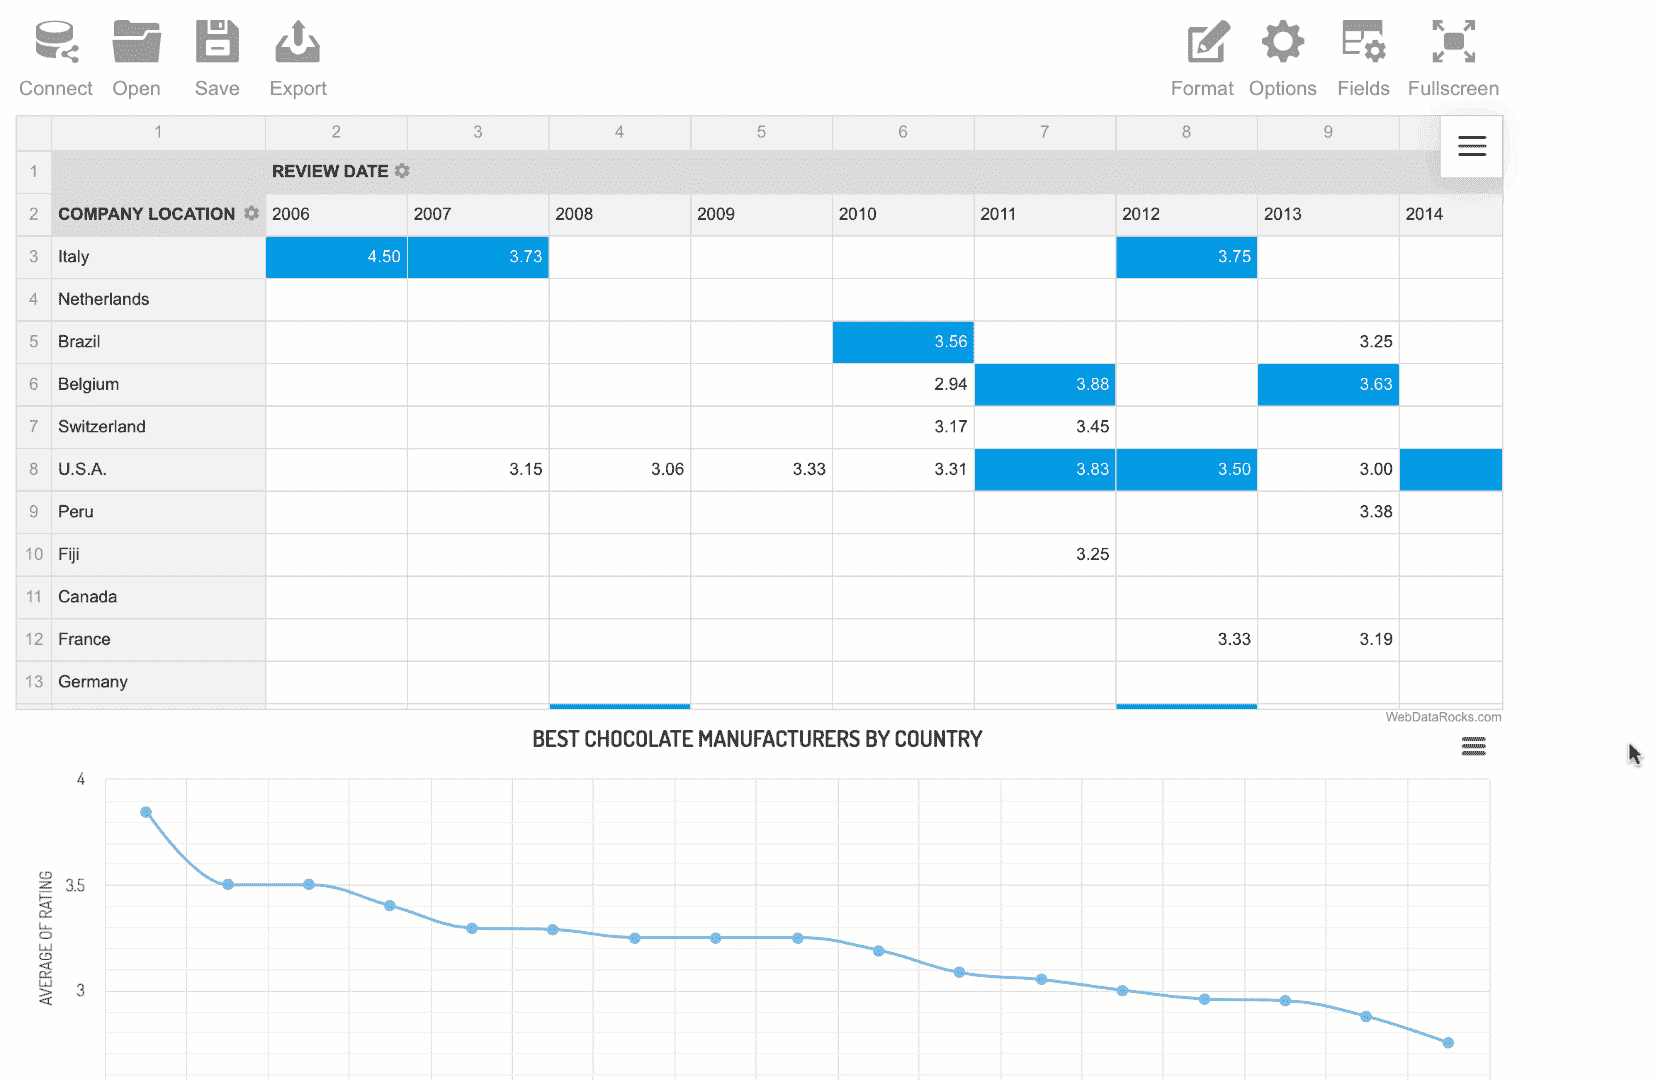 Connect Open Save Export Format Options Fields Fullscreen
1 2 3 4 5 6 7 8 9
1 REVIEW DATE
2 COMPANY LOCATION 2006 2007 2008 2009 2010 2011 2012 2013 2014
3 Italy 4.50 3.73 3.75
4 Netherlands
5 Brazil 3.56 3.25
6 Belgium 2.94 3.88 3.63
7 Switzerland 3.17 3.45
8 U.S.A. 3.15 3.06 3.33 3.31 3.83 3.50 3.00
9 Peru 3.38
10 Fiji 3.25
11 Canada
12 France 3.33 3.19
13 Germany
WebDataRocks.com
BEST CHOCOLATE MANUFACTURERS BY COUNTRY
4
3.5
3
AVERAGE OF RATING